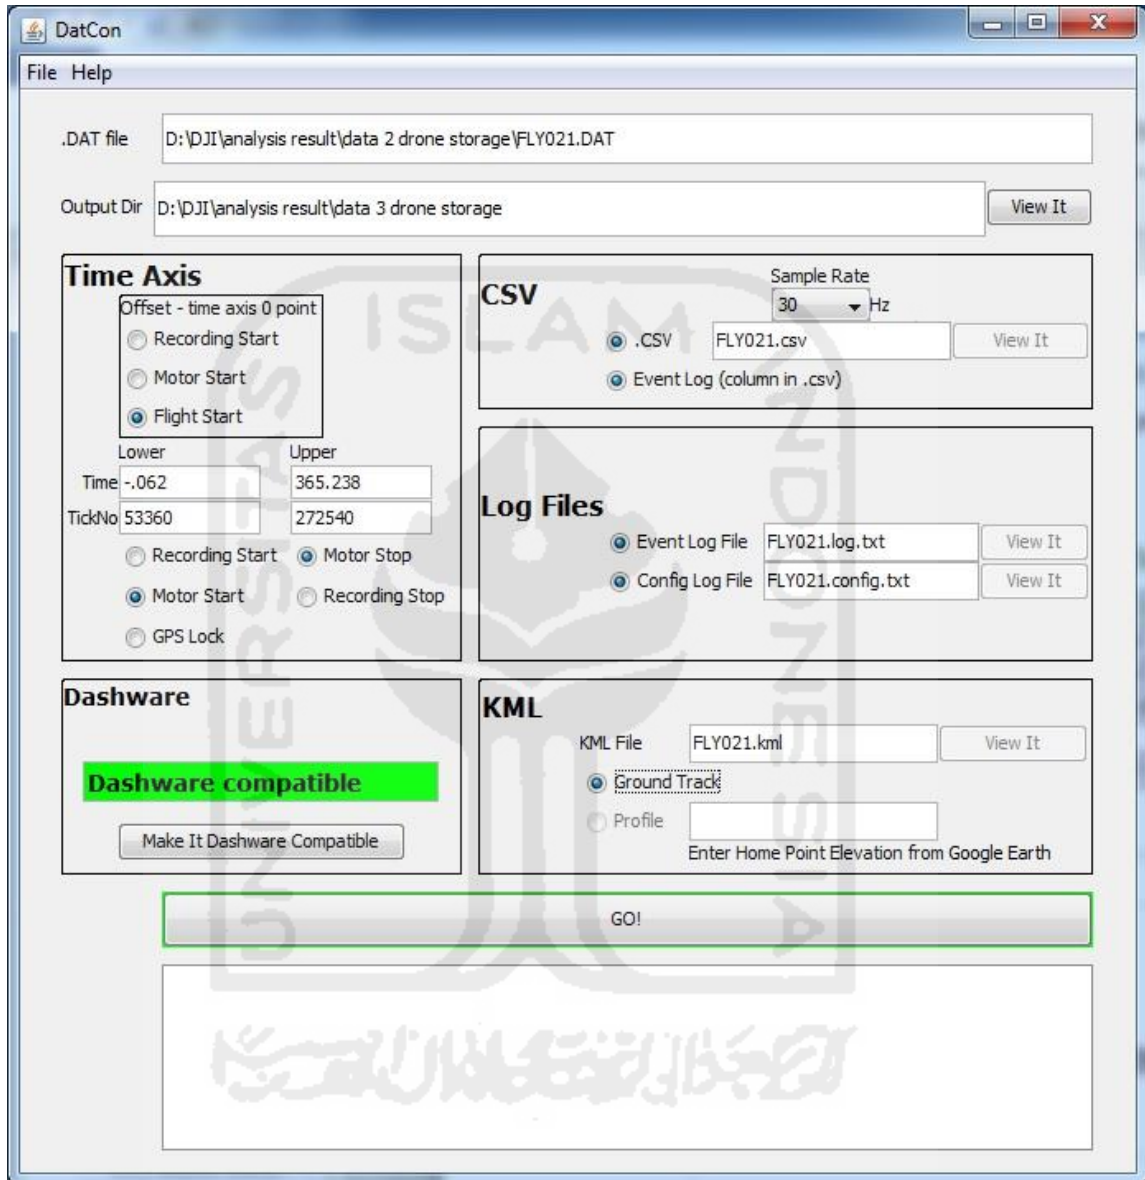 DatCon
File Help
.DAT file D:\DJI\analysis result\data 2 drone storage\FLY021.DAT
Output Dir D:\DJI\analysis result\data 3 drone storage View It
Time Axis
Offset - time axis 0 point
Recording Start
Motor Start
Flight Start
Lower Upper
Time -.062 365.238
TickNo 53360 272540
Recording Start Motor Stop
Motor Start Recording Stop
GPS Lock
CSV
Sample Rate
30 Hz
.CSV FLY021.csv View It
Event Log (column in .csv)
Log Files
Event Log File FLY021.log.txt View It
Config Log File FLY021.config.txt View It
Dashware
Dashware compatible
Make It Dashware Compatible
KML
KML File FLY021.kml View It
Ground Track
Profile
Enter Home Point Elevation from Google Earth
GO!
UNIVERSITAS
ISLAM
INDONESIA